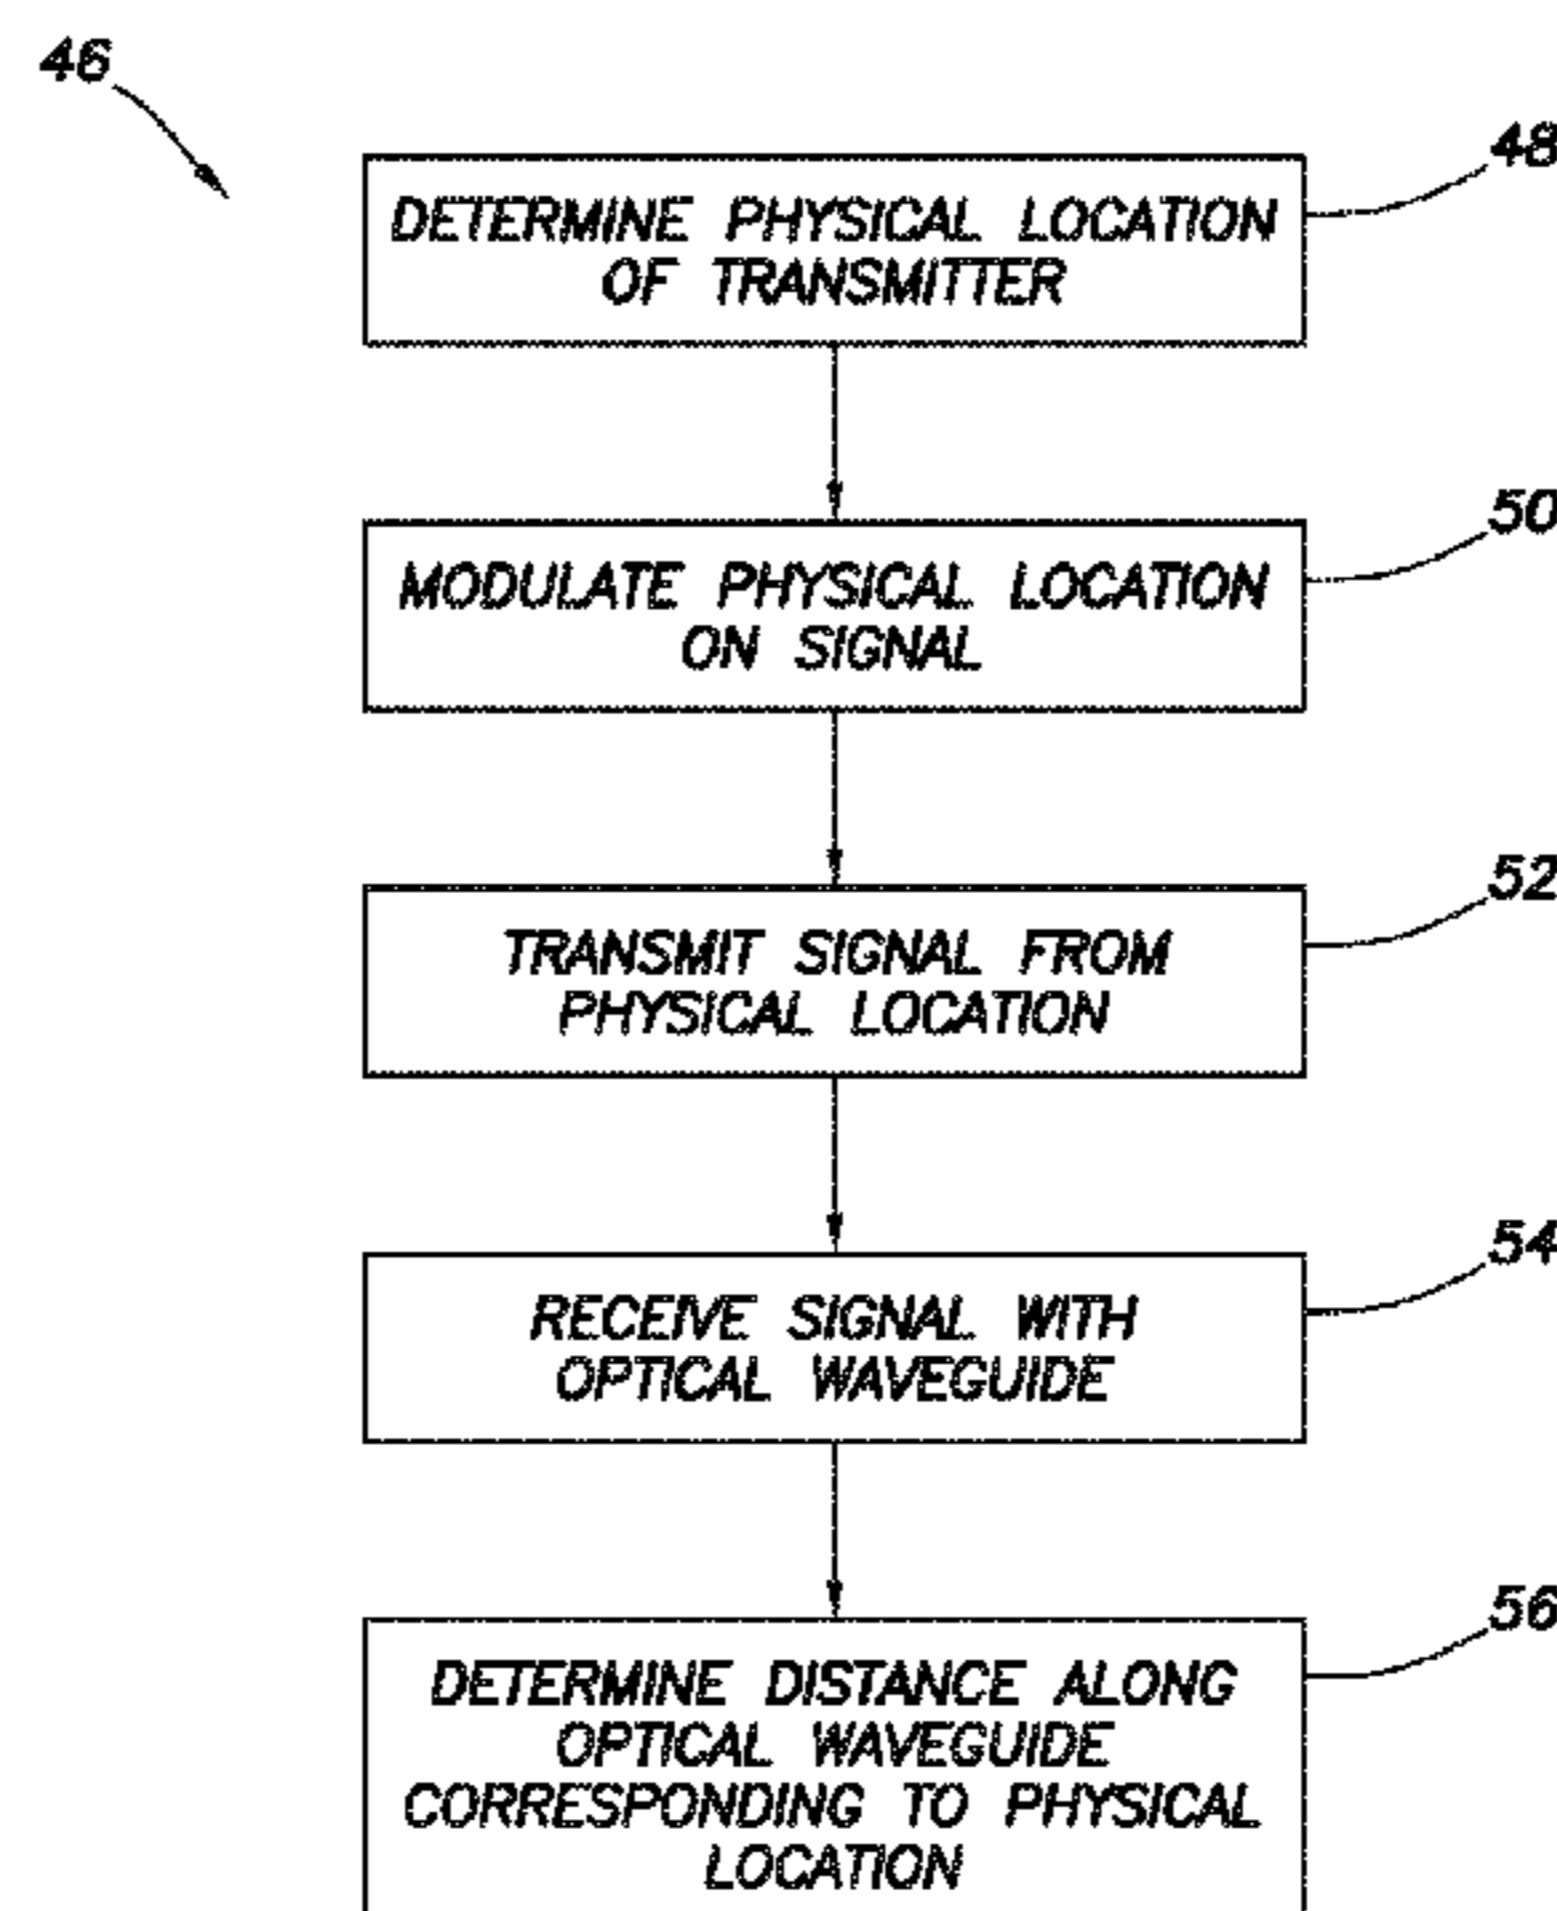 46
48
DETERMINE PHYSICAL LOCATION
OF TRANSMITTER
50
MODULATE PHYSICAL LOCATION
ON SIGNAL
52
TRANSMIT SIGNAL FROM
PHYSICAL LOCATION
54
RECEIVE SIGNAL WITH
OPTICAL WAVEGUIDE
56
DETERMINE DISTANCE ALONG
OPTICAL WAVEGUIDE
CORRESPONDING TO PHYSICAL
LOCATION